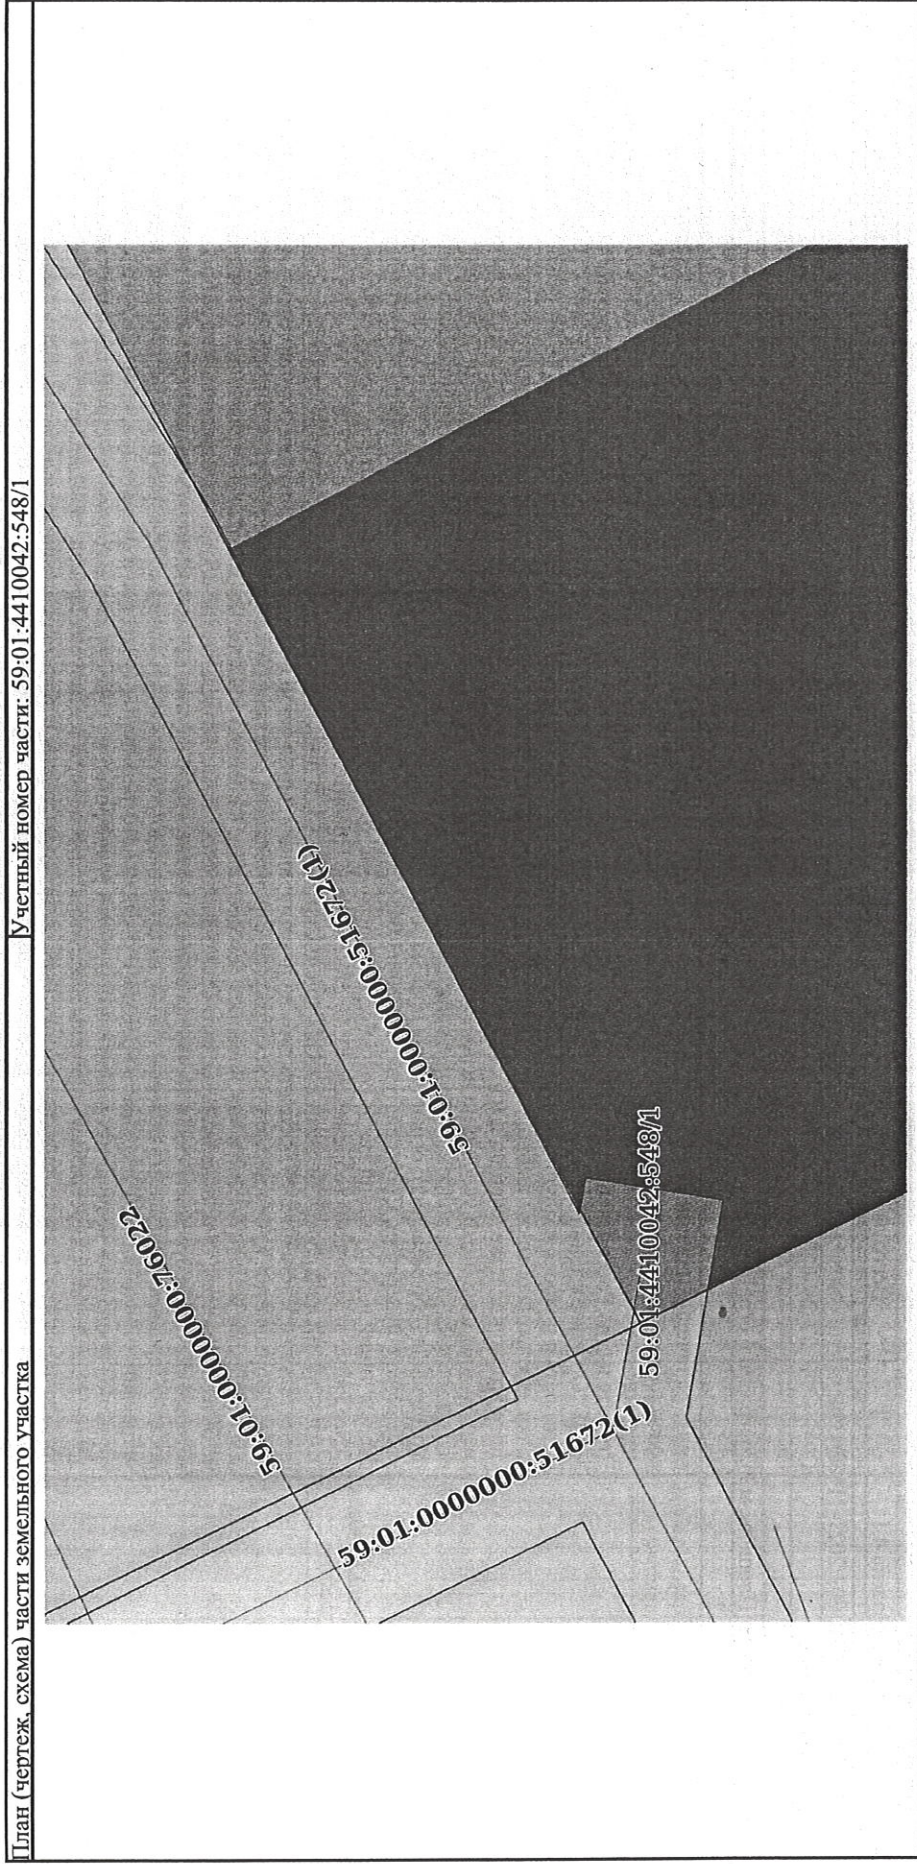 План (чертеж, схема) части земельного участка
Учетный номер части: 59:01:4410042:548/1
59:01:0000000:76022
59:01:0000000:51672(1)
59:01:0000000:51672(1)
59:01:4410042:548/1